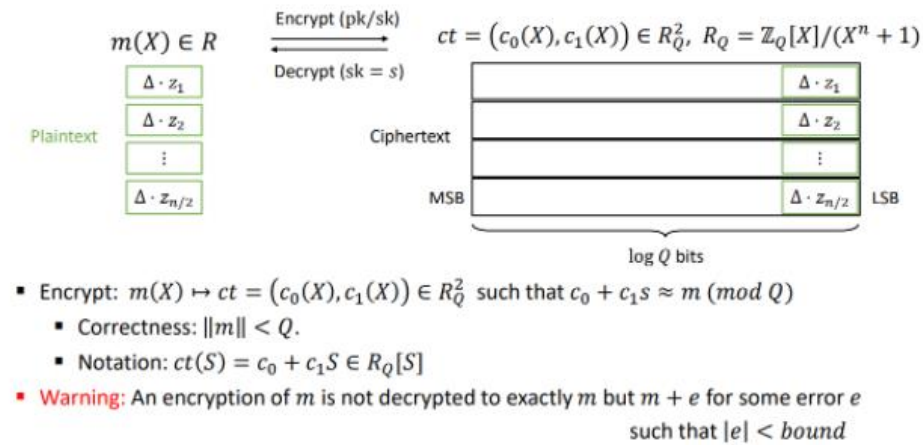 Encrypt (pk/sk)
m(X) ∈ R
ct = (c₀(X), c₁(X)) ∈ R_Q², R_Q = ℤ_Q[X]/(Xⁿ + 1)
Decrypt (sk = s)
Δ · z₁
Δ · z₁
Δ · z₂
Δ · z₂
Plaintext
Ciphertext
⋮
⋮
Δ · z_{n/2}
MSB
Δ · z_{n/2}
LSB
log Q bits
▪ Encrypt: m(X) ↦ ct = (c₀(X), c₁(X)) ∈ R_Q² such that c₀ + c₁s ≈ m (mod Q)
▪ Correctness: ‖m‖ < Q.
▪ Notation: ct(S) = c₀ + c₁S ∈ R_Q[S]
▪ Warning: An encryption of m is not decrypted to exactly m but m + e for some error e
such that |e| < bound